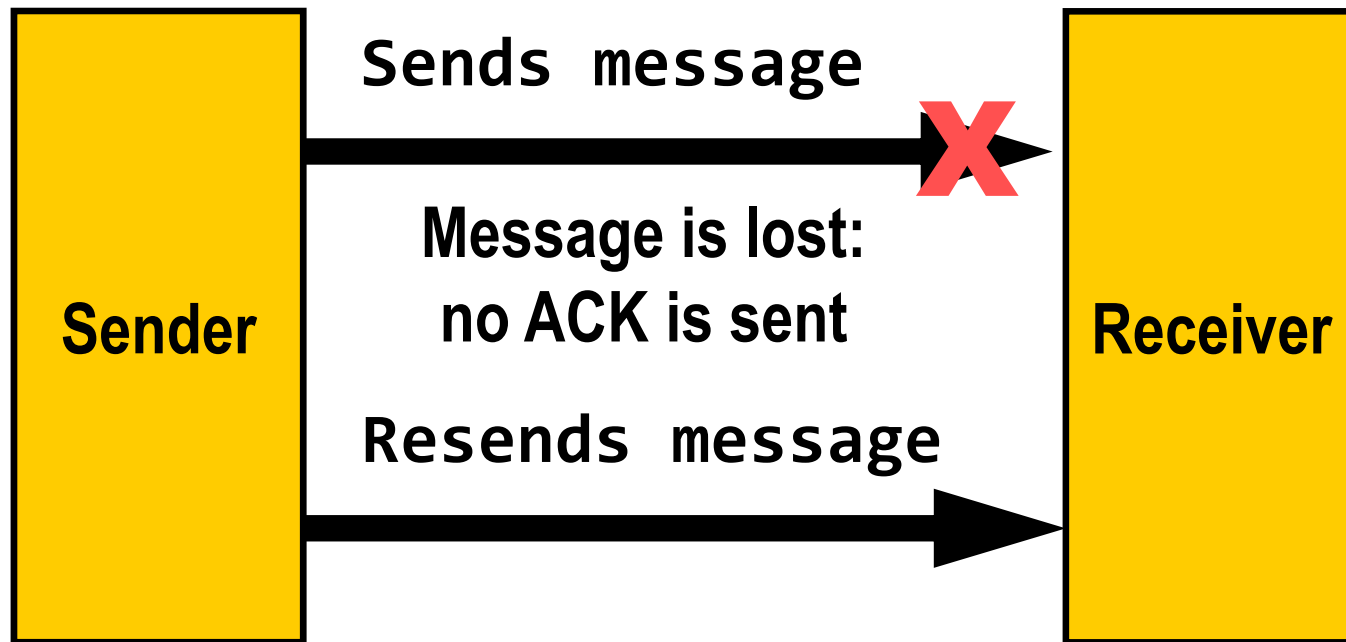 Sends message
X
Message is lost:
no ACK is sent
Sender
Receiver
Resends message